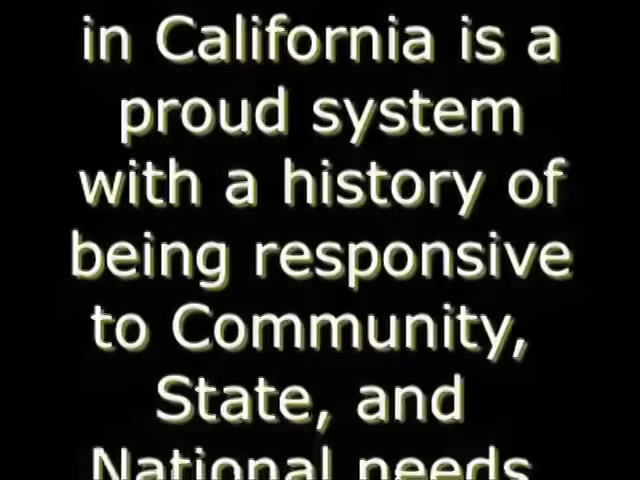 in California is a
proud system
with a history of
being responsive
to Community,
State, and
National needs